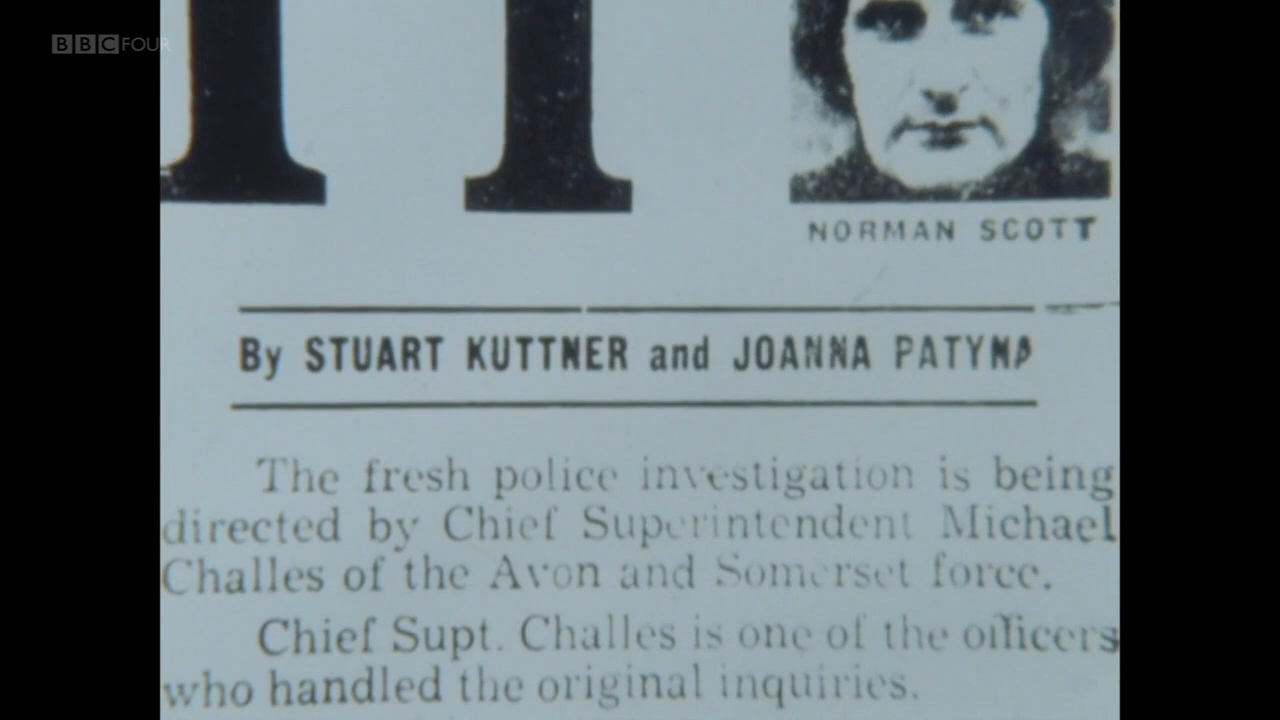 BBC FOUR
NORMAN SCOTT
By STUART KUTTNER and JOANNA PATYNA
The fresh police investigation is being
directed by Chief Superintendent Michael
Challes of the Avon and Somerset force.
Chief Supt. Challes is one of the officers
who handled the original inquiries.